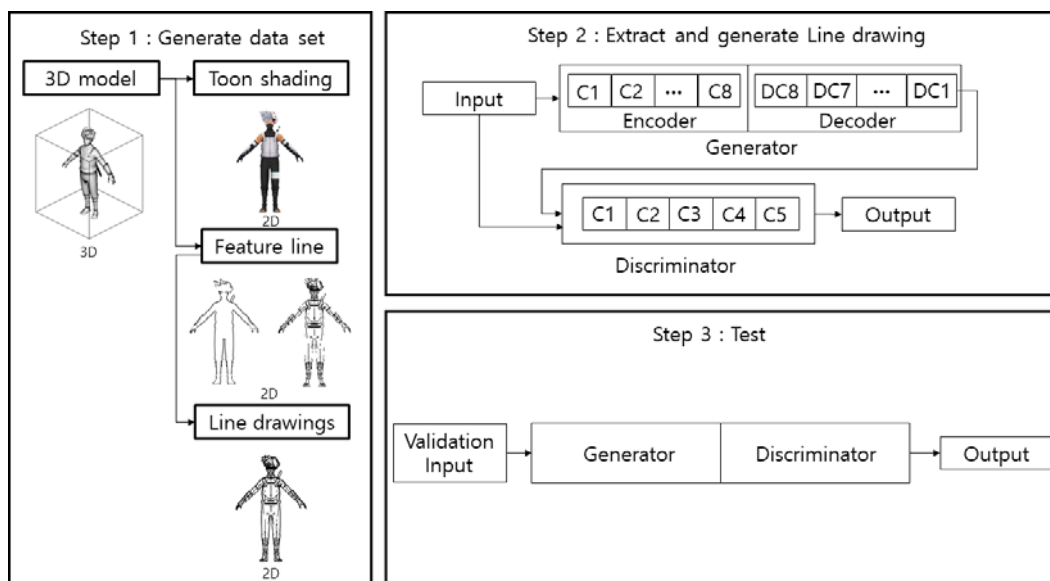 Step 1 : Generate data set
3D model
Toon shading
3D
2D
Feature line
2D
Line drawings
2D
Step 2 : Extract and generate Line drawing
Input
C1 C2 ··· C8
DC8 DC7 ··· DC1
Encoder
Decoder
Generator
C1 C2 C3 C4 C5
Output
Discriminator
Step 3 : Test
Validation
Input
Generator
Discriminator
Output